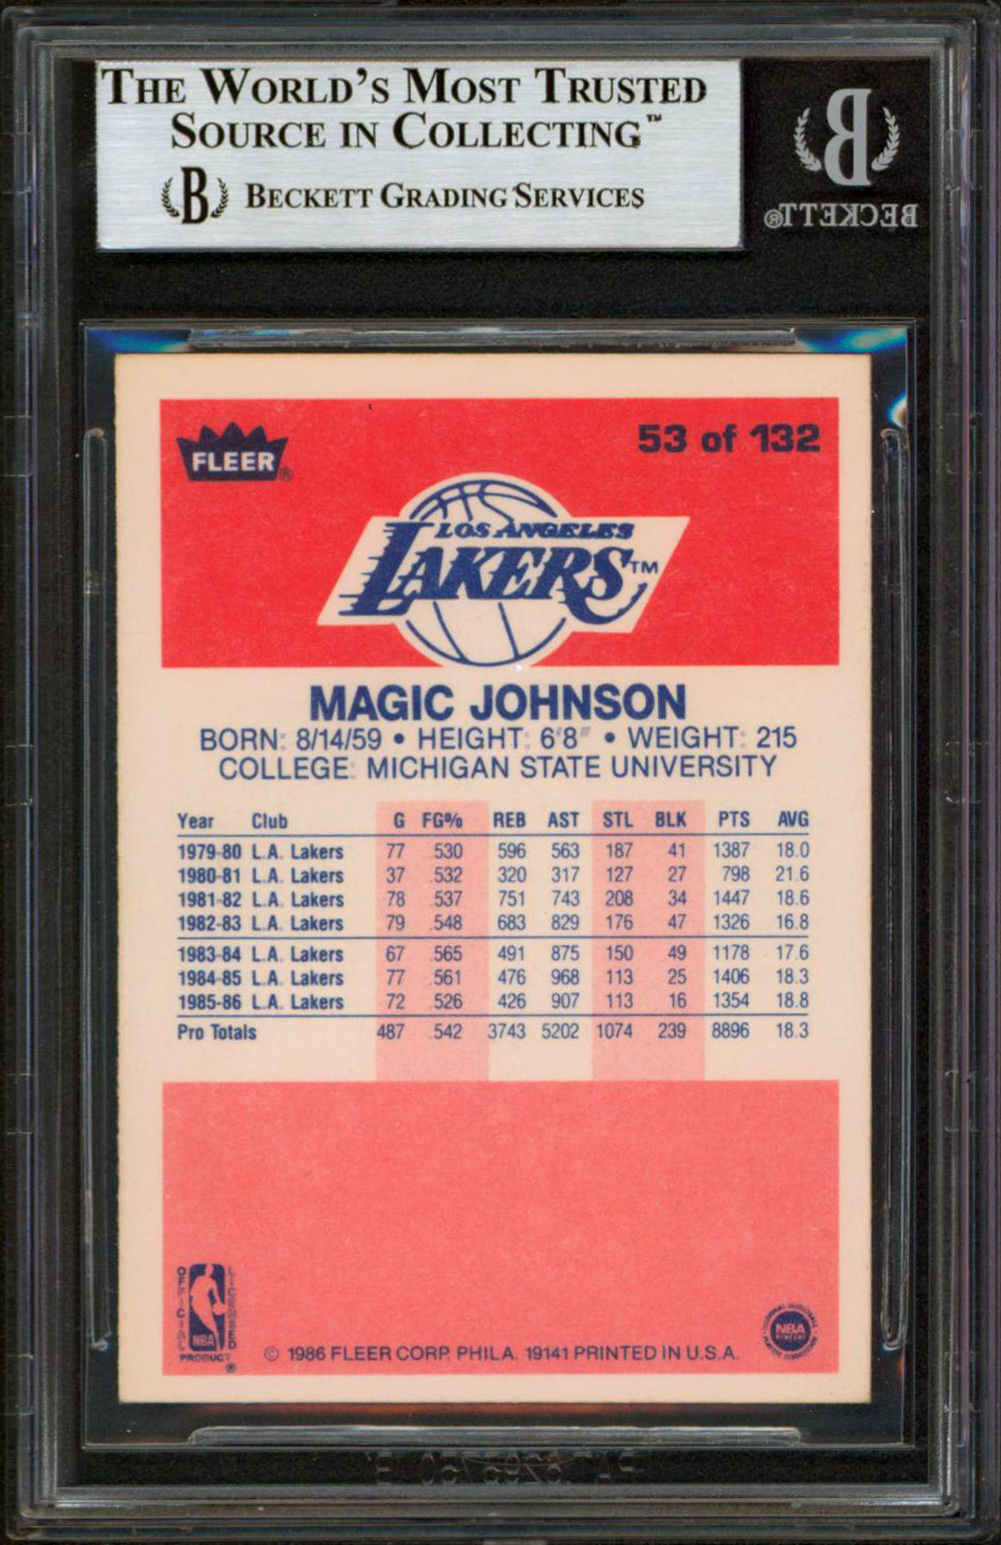 THE WORLD'S MOST TRUSTED
SOURCE IN COLLECTING™
B BECKETT GRADING SERVICES
B
BECKETT®
FLEER®
53 of 132
LOS ANGELES
LAKERS™
MAGIC JOHNSON
BORN: 8/14/59 • HEIGHT: 6'8" • WEIGHT: 215
COLLEGE: MICHIGAN STATE UNIVERSITY
Year Club G FG% REB AST STL BLK PTS AVG
1979-80 L.A. Lakers 77 .530 596 563 187 41 1387 18.0
1980-81 L.A. Lakers 37 .532 320 317 127 27 798 21.6
1981-82 L.A. Lakers 78 .537 751 743 208 34 1447 18.6
1982-83 L.A. Lakers 79 .548 683 829 176 47 1326 16.8
1983-84 L.A. Lakers 67 .565 491 875 150 49 1178 17.6
1984-85 L.A. Lakers 77 .561 476 968 113 25 1406 18.3
1985-86 L.A. Lakers 72 .526 426 907 113 16 1354 18.8
Pro Totals 487 .542 3743 5202 1074 239 8896 18.3
OFFICIAL LICENSED
NBA
PRODUCT®
© 1986 FLEER CORP. PHILA. 19141 PRINTED IN U.S.A.
NBA